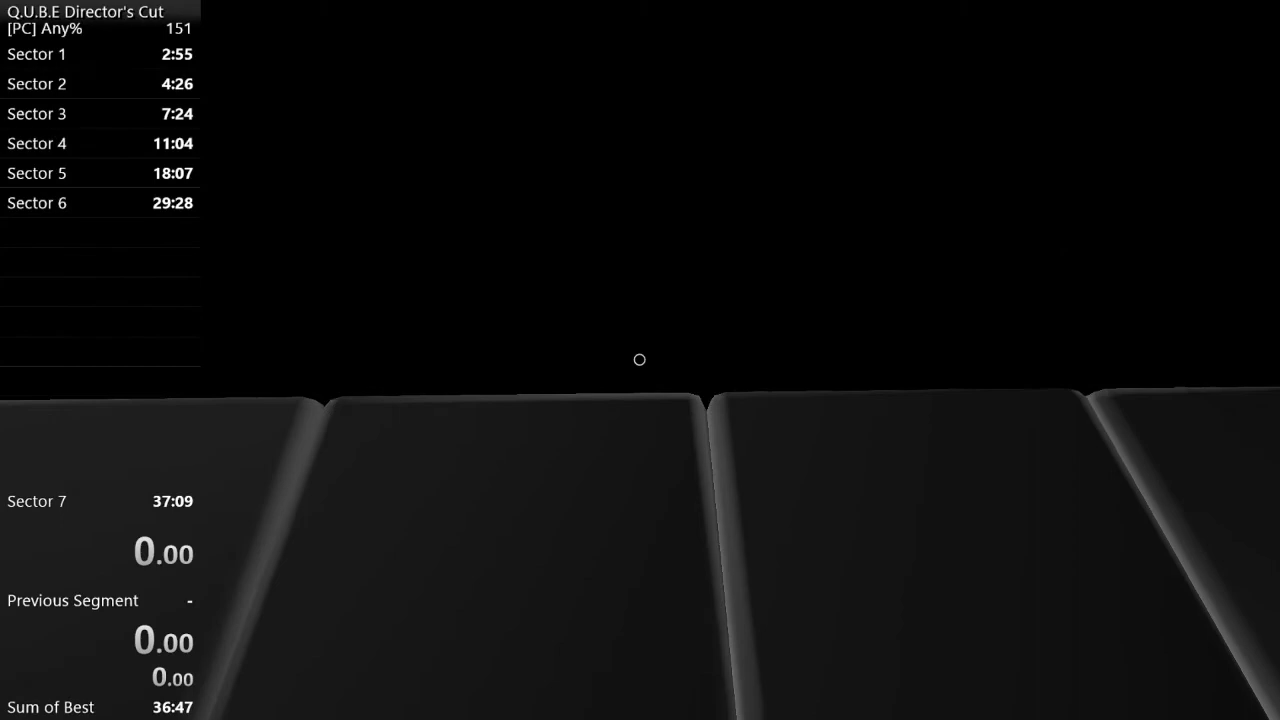 Q.U.B.E Director's Cut
[PC] Any% 151
Sector 1 2:55
Sector 2 4:26
Sector 3 7:24
Sector 4 11:04
Sector 5 18:07
Sector 6 29:28
Sector 7 37:09
0.00
Previous Segment -
0.00
0.00
Sum of Best 36:47